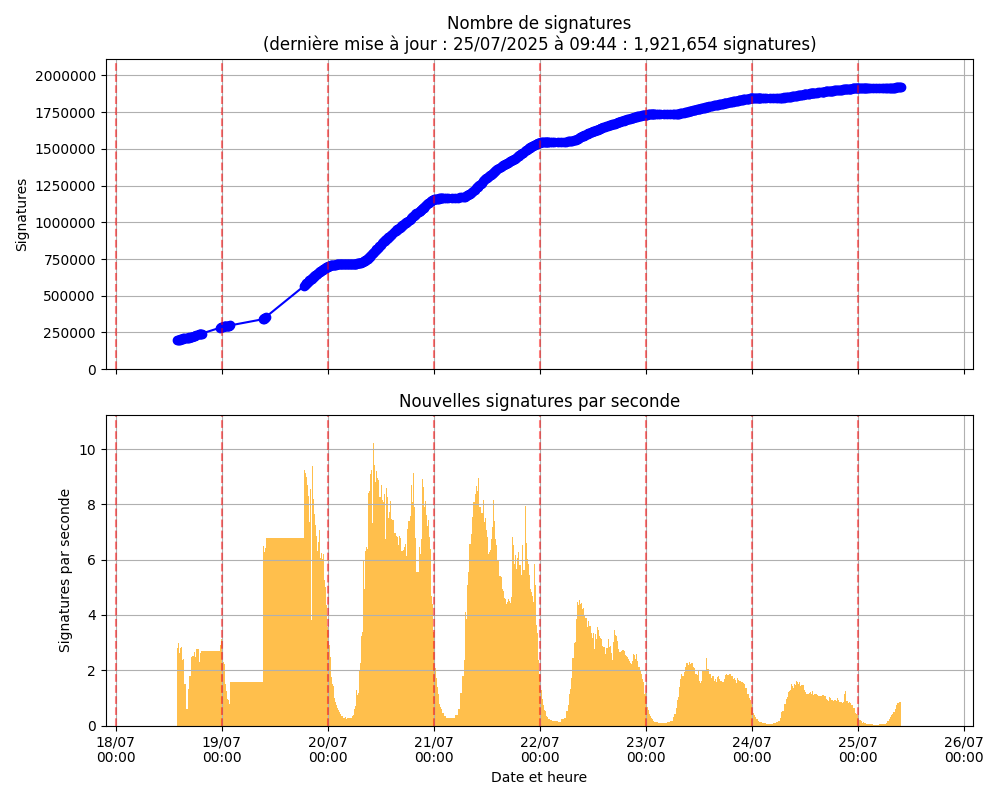 Nombre de signatures
(dernière mise à jour : 25/07/2025 à 09:44 : 1,921,654 signatures)
2000000
1750000
1500000
1250000
1000000
750000
500000
250000
0
Signatures
Nouvelles signatures par seconde
10
8
6
4
2
0
Signatures par seconde
18/07 19/07 20/07 21/07 22/07 23/07 24/07 25/07 26/07
00:00 00:00 00:00 00:00 00:00 00:00 00:00 00:00 00:00
Date et heure